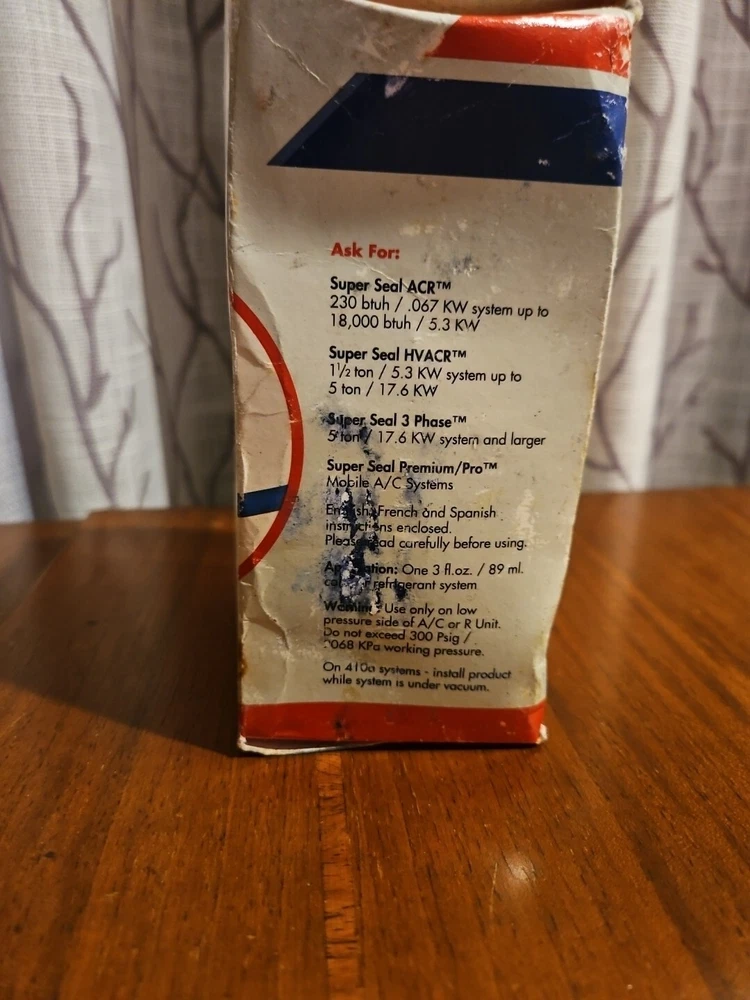 Ask For:
Super Seal ACR™
230 btuh / .067 KW system up to
18,000 btuh / 5.3 KW
Super Seal HVACR™
1½ ton / 5.3 KW system up to
5 ton / 17.6 KW
Super Seal 3 Phase™
5 ton / 17.6 KW system and larger
Super Seal Premium/Pro™
Mobile A/C Systems
English, French and Spanish
instructions enclosed.
Please read carefully before using.
One 3 fl.oz. / 89 ml.
refrigerant system
Warning: Use only on low
pressure side of A/C or R Unit.
Do not exceed 300 Psig /
KPa working pressure.
On 410a systems - install product
while system is under vacuum.